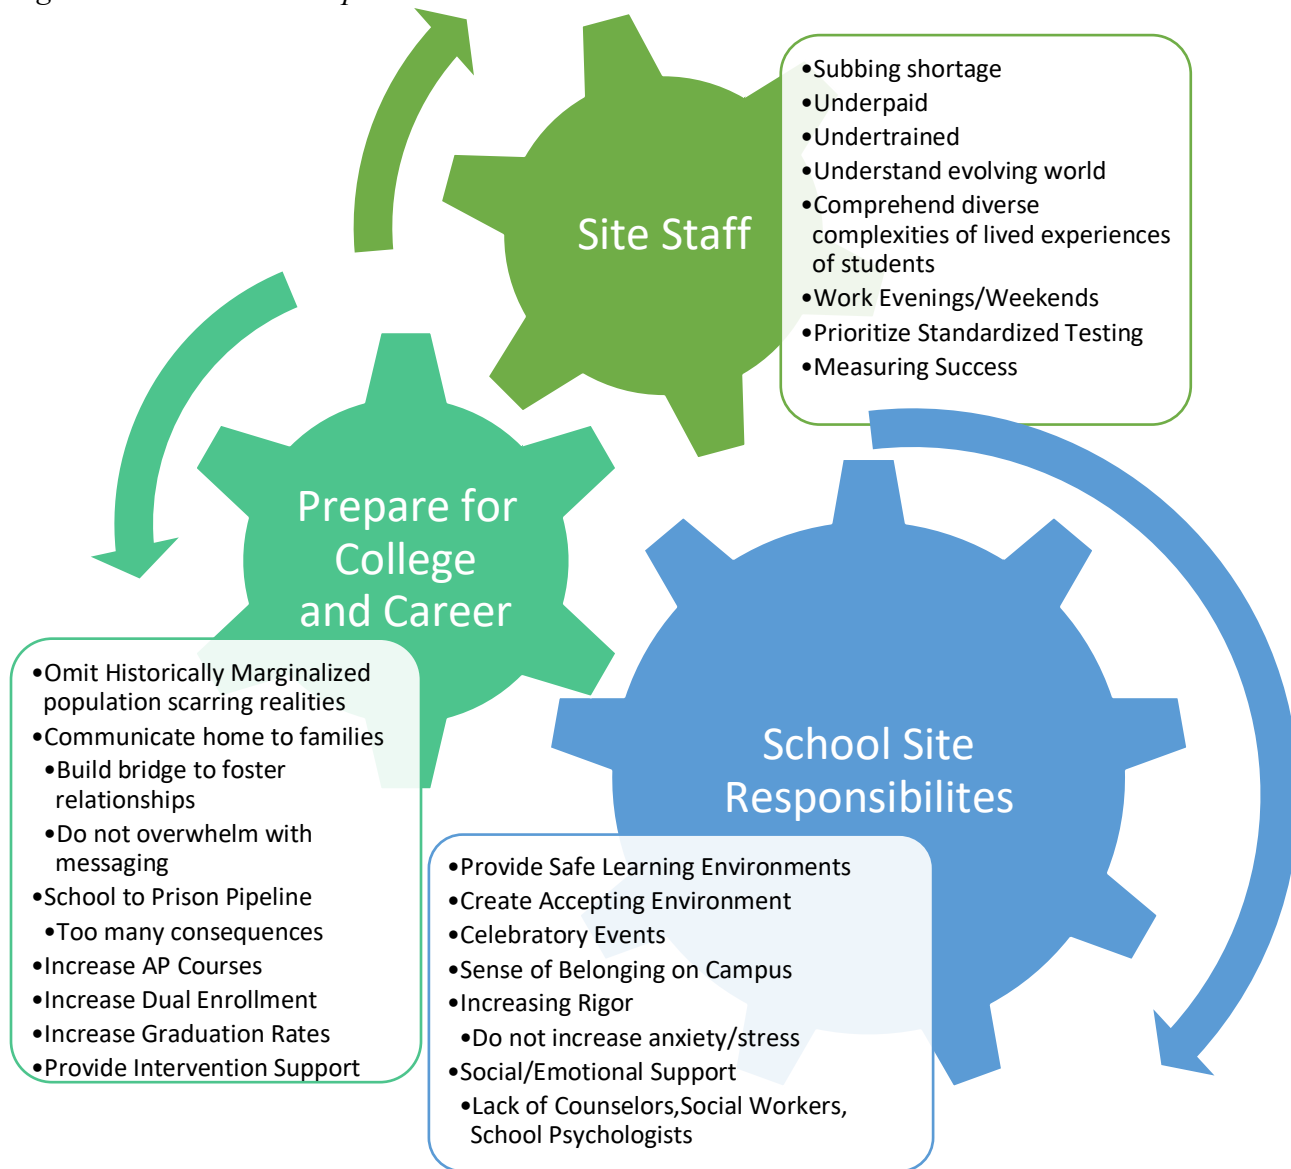 Site Staff
•Subbing shortage
•Underpaid
•Undertrained
•Understand evolving world
•Comprehend diverse
complexities of lived experiences
of students
•Work Evenings/Weekends
•Prioritize Standardized Testing
•Measuring Success
Prepare for
College
and Career
•Omit Historically Marginalized
population scarring realities
•Communicate home to families
•Build bridge to foster
relationships
•Do not overwhelm with
messaging
•School to Prison Pipeline
•Too many consequences
•Increase AP Courses
•Increase Dual Enrollment
•Increase Graduation Rates
•Provide Intervention Support
School Site
Responsibilites
•Provide Safe Learning Environments
•Create Accepting Environment
•Celebratory Events
•Sense of Belonging on Campus
•Increasing Rigor
•Do not increase anxiety/stress
•Social/Emotional Support
•Lack of Counselors,Social Workers,
School Psychologists